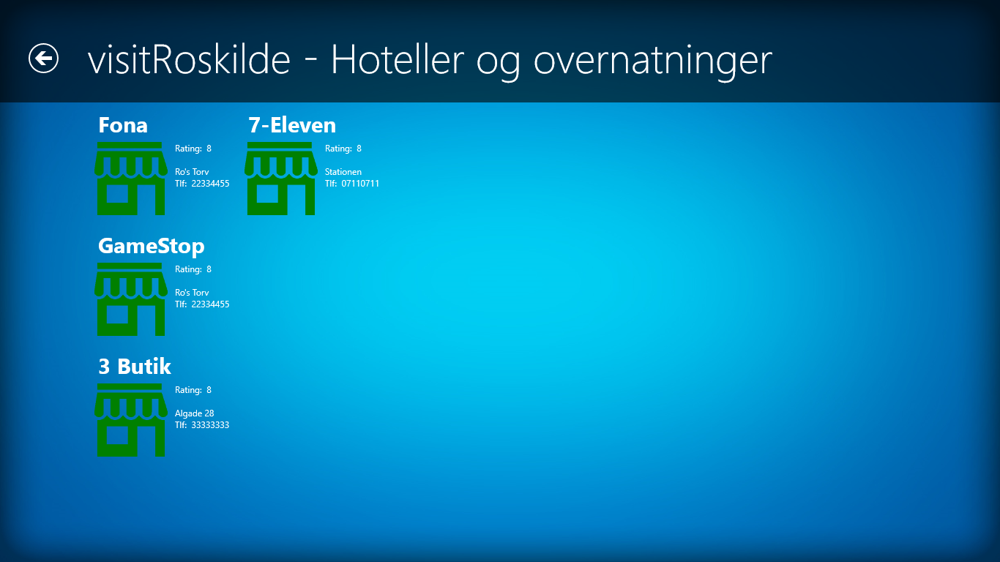 visitRoskilde - Hoteller og overnatninger
Fona
Rating: 8
Ro's Torv
Tlf: 22334455
7-Eleven
Rating: 8
Stationen
Tlf: 07110711
GameStop
Rating: 8
Ro's Torv
Tlf: 22334455
3 Butik
Rating: 8
Algade 28
Tlf: 33333333